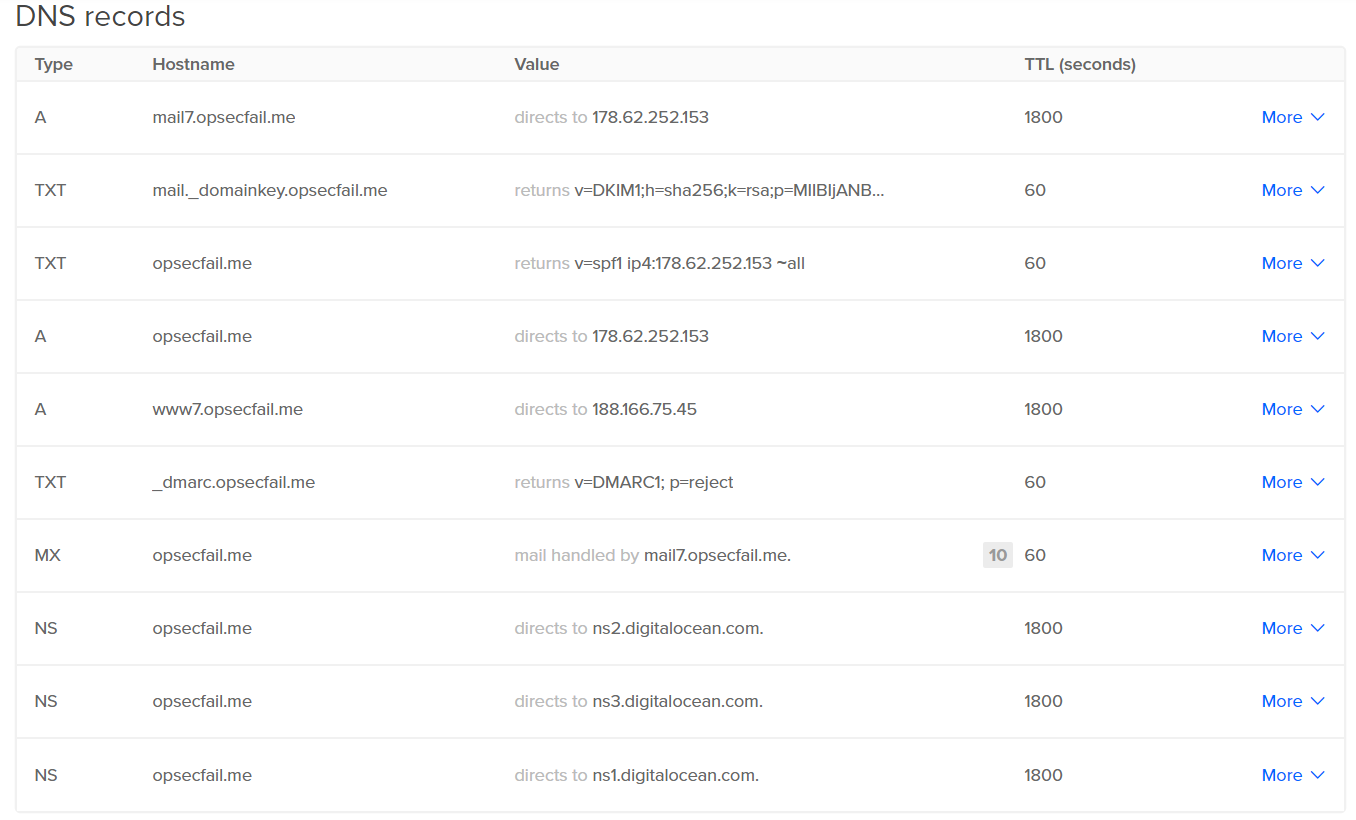 DNS records
Type Hostname Value TTL (seconds)
A mail7.opsecfail.me directs to 178.62.252.153 1800 More
TXT mail._domainkey.opsecfail.me returns v=DKIM1;h=sha256;k=rsa;p=MIIBIjANB... 60 More
TXT opsecfail.me returns v=spf1 ip4:178.62.252.153 ~all 60 More
A opsecfail.me directs to 178.62.252.153 1800 More
A www7.opsecfail.me directs to 188.166.75.45 1800 More
TXT _dmarc.opsecfail.me returns v=DMARC1; p=reject 60 More
MX opsecfail.me mail handled by mail7.opsecfail.me. 10 60 More
NS opsecfail.me directs to ns2.digitalocean.com. 1800 More
NS opsecfail.me directs to ns3.digitalocean.com. 1800 More
NS opsecfail.me directs to ns1.digitalocean.com. 1800 More